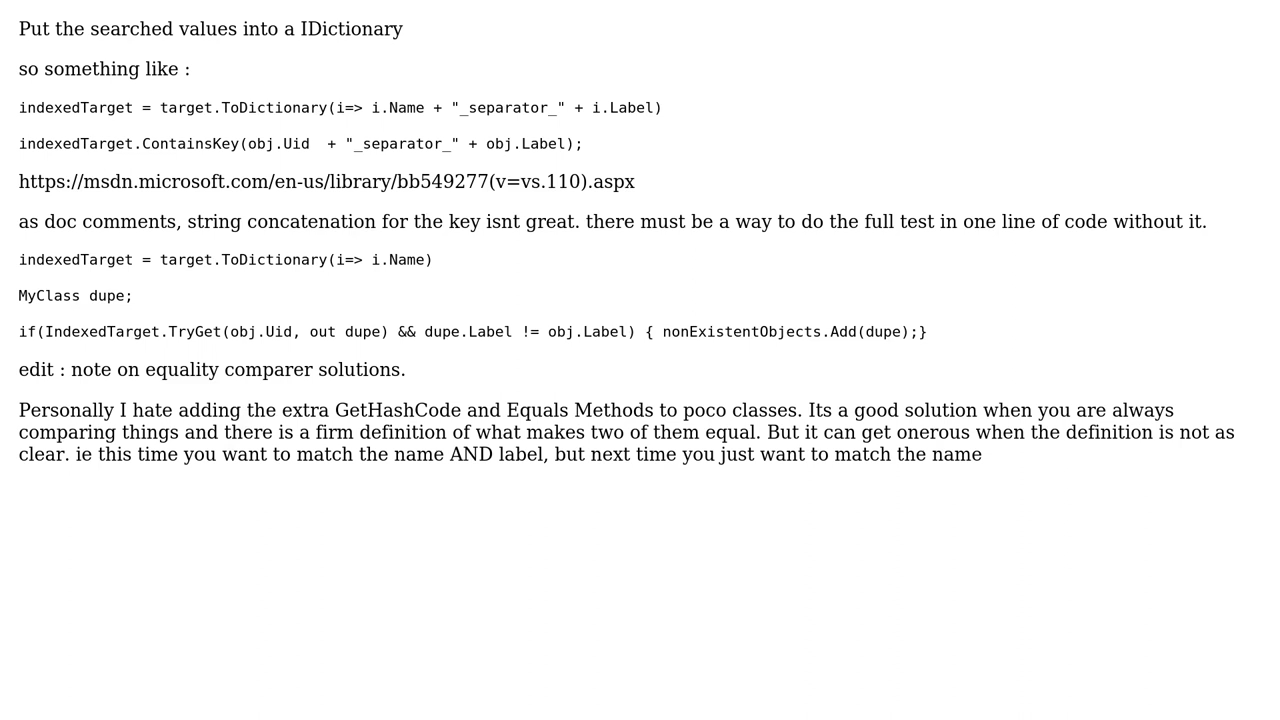 Put the searched values into a IDictionary
so something like :
indexedTarget = target.ToDictionary(i=> i.Name + "_separator_" + i.Label)
indexedTarget.ContainsKey(obj.Uid  + "_separator_" + obj.Label);
https://msdn.microsoft.com/en-us/library/bb549277(v=vs.110).aspx
as doc comments, string concatenation for the key isnt great. there must be a way to do the full test in one line of code without it.
indexedTarget = target.ToDictionary(i=> i.Name)
MyClass dupe;
if(IndexedTarget.TryGet(obj.Uid, out dupe) && dupe.Label != obj.Label) { nonExistentObjects.Add(dupe);}
edit : note on equality comparer solutions.
Personally I hate adding the extra GetHashCode and Equals Methods to poco classes. Its a good solution when you are always
comparing things and there is a firm definition of what makes two of them equal. But it can get onerous when the definition is not as
clear. ie this time you want to match the name AND label, but next time you just want to match the name